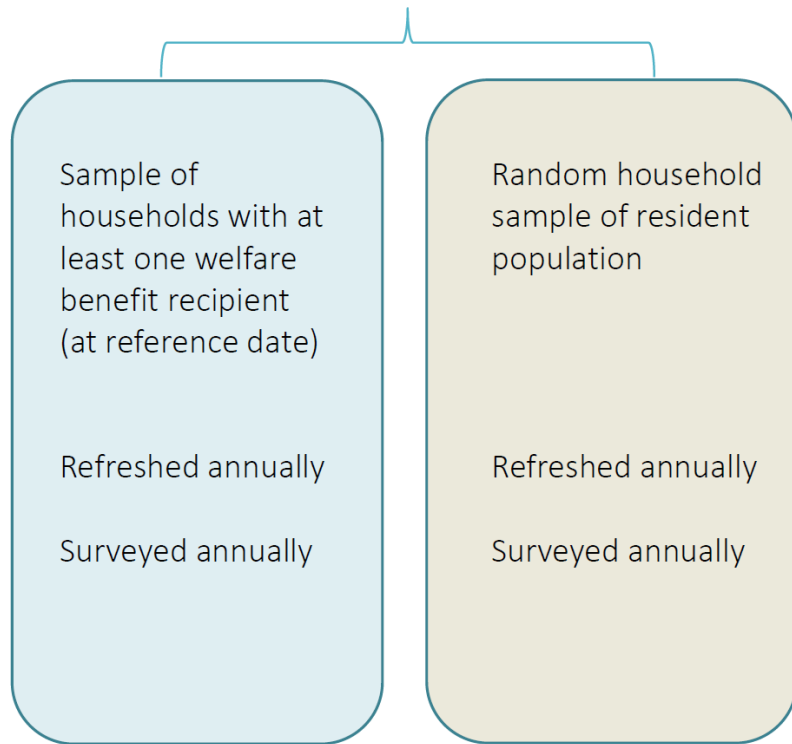 Sample of
households with at
least one welfare
benefit recipient
(at reference date)
Refreshed annually
Surveyed annually
Random household
sample of resident
population
Refreshed annually
Surveyed annually